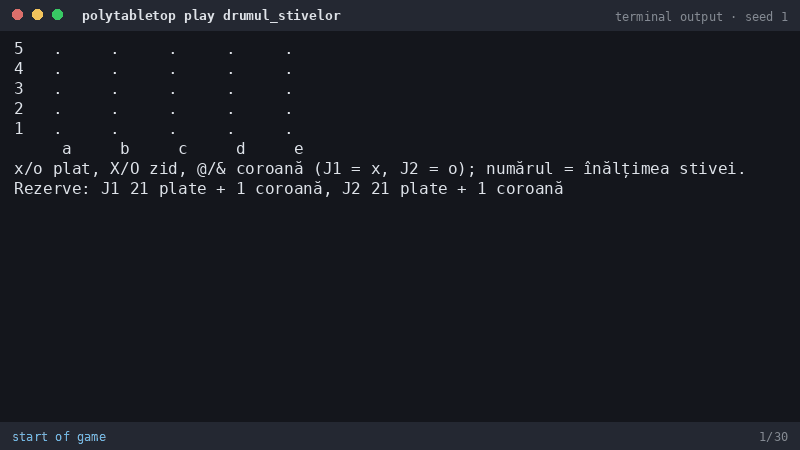 polytabletop play drumul_stivelor
terminal output · seed 1
5 . . . . .
4 . . . . .
3 . . . . .
2 . . . . .
1 . . . . .
a b c d e
x/o plat, X/O zid, @/& coroană (J1 = x, J2 = o); numărul = înălțimea stivei.
Rezerve: J1 21 plate + 1 coroană, J2 21 plate + 1 coroană
start of game
1/30